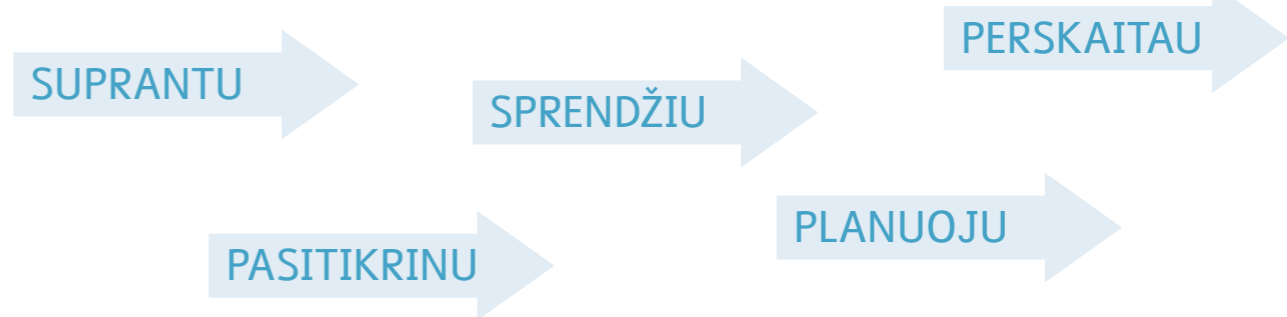 PERSKAITAU
SUPRANTU
SPRENDŽIU
PLANUOJU
PASITIKRINU